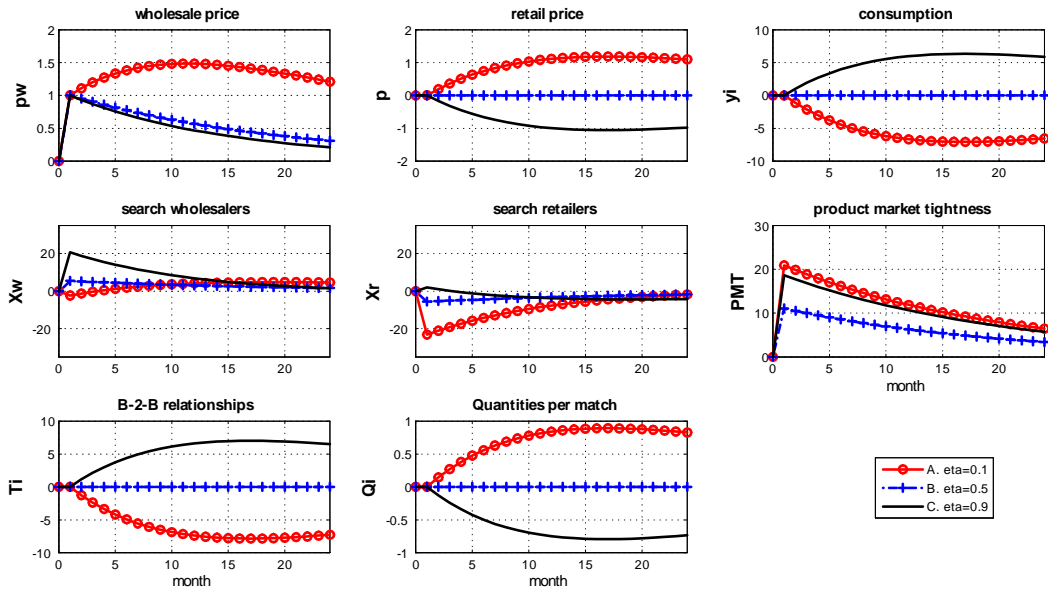 wholesale price
retail price
consumption
2
1.5
1
0.5
0
pw
0 5 10 15 20
2
1
0
-1
-2
p
0 5 10 15 20
10
5
0
-5
-10
yi
0 5 10 15 20
search wholesalers
search retailers
product market tightness
20
0
-20
Xw
0 5 10 15 20
20
0
-20
Xr
0 5 10 15 20
30
20
10
0
PMT
0 5 10 15 20
month
B-2-B relationships
Quantities per match
10
5
0
-5
-10
Ti
0 5 10 15 20
month
1
0.5
0
-0.5
-1
Qi
0 5 10 15 20
month
A. eta=0.1
B. eta=0.5
C. eta=0.9